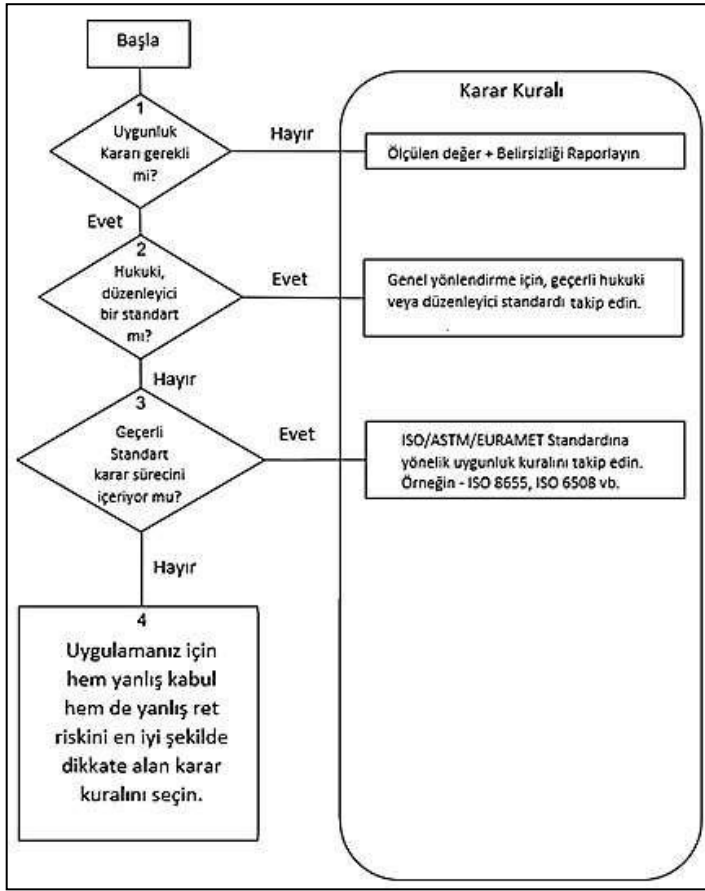 Başla
Karar Kuralı
1
Uygunluk
Kararı gerekli
mi?
Hayır
Ölçülen değer + Belirsizliği Raporlayın
Evet
2
Hukuki,
düzenleyici
bir standart
mı?
Evet
Genel yönlendirme için, geçerli hukuki
veya düzenleyici standardı takip edin.
Hayır
3
Geçerli
Standart
karar sürecini
içeriyor mu?
Evet
ISO/ASTM/EURAMET Standardına
yönelik uygunluk kuralını takip edin.
Örneğin - ISO 8655, ISO 6508 vb.
Hayır
4
Uygulamanız için
hem yanlış kabul
hem de yanlış ret
riskini en iyi şekilde
dikkate alan karar
kuralını seçin.